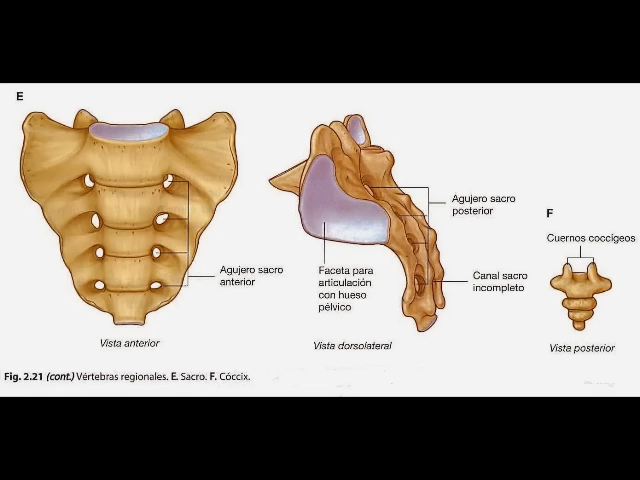 E
Agujero sacro
anterior
Vista anterior
Agujero sacro
posterior
Faceta para
articulación
con hueso
pélvico
Canal sacro
incompleto
Vista dorsolateral
F
Cuernos coccígeos
Vista posterior
Fig. 2.21 (cont.) Vértebras regionales. E. Sacro. F. Cóccix.